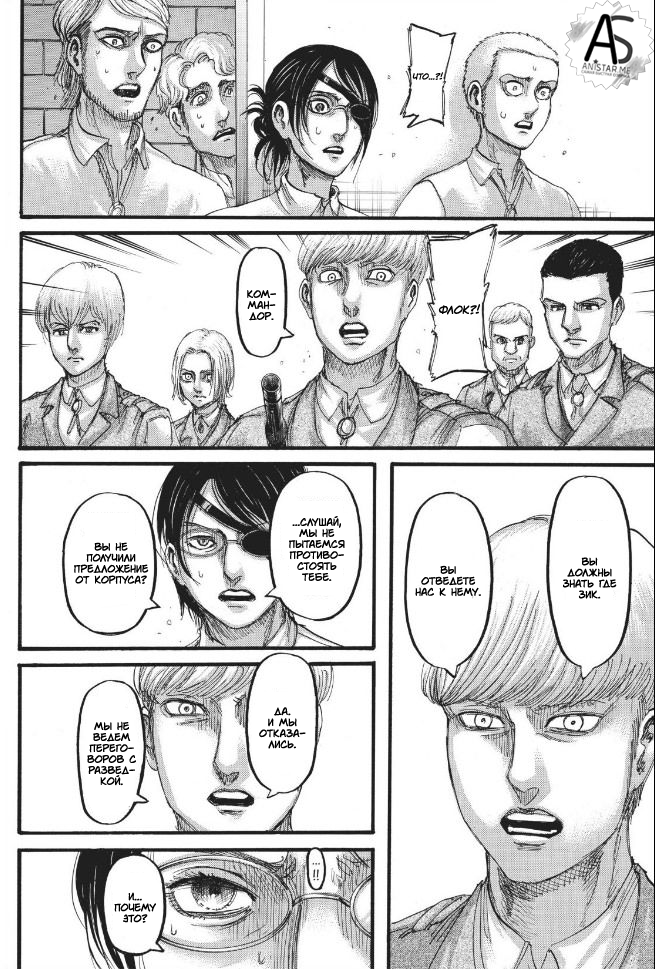 AS
ANISTAR.ME
ЧТО...?!
ФЛОК?!
КОМ-
МАН-
ДОР.
ВЫ
ДОЛЖНЫ
ЗНАТЬ ГДЕ
ЗИК.
ВЫ
ОТВЕДЕТЕ
НАС К НЕМУ.
...СЛУШАЙ,
МЫ НЕ
ПЫТАЕМСЯ
ПРОТИВО-
СТОЯТЬ
ТЕБЕ.
ВЫ НЕ
ПОЛУЧИЛИ
ПРЕДЛОЖЕНИЕ
ОТ КОРПУСА?
ДА.
И МЫ
ОТКАЗА-
ЛИСЬ.
МЫ НЕ
ВЕДЕМ
ПЕРЕГО-
ВОРОВ С
РАЗВЕД-
КОЙ.
...
!!
И...
ПОЧЕМУ
ЭТО?